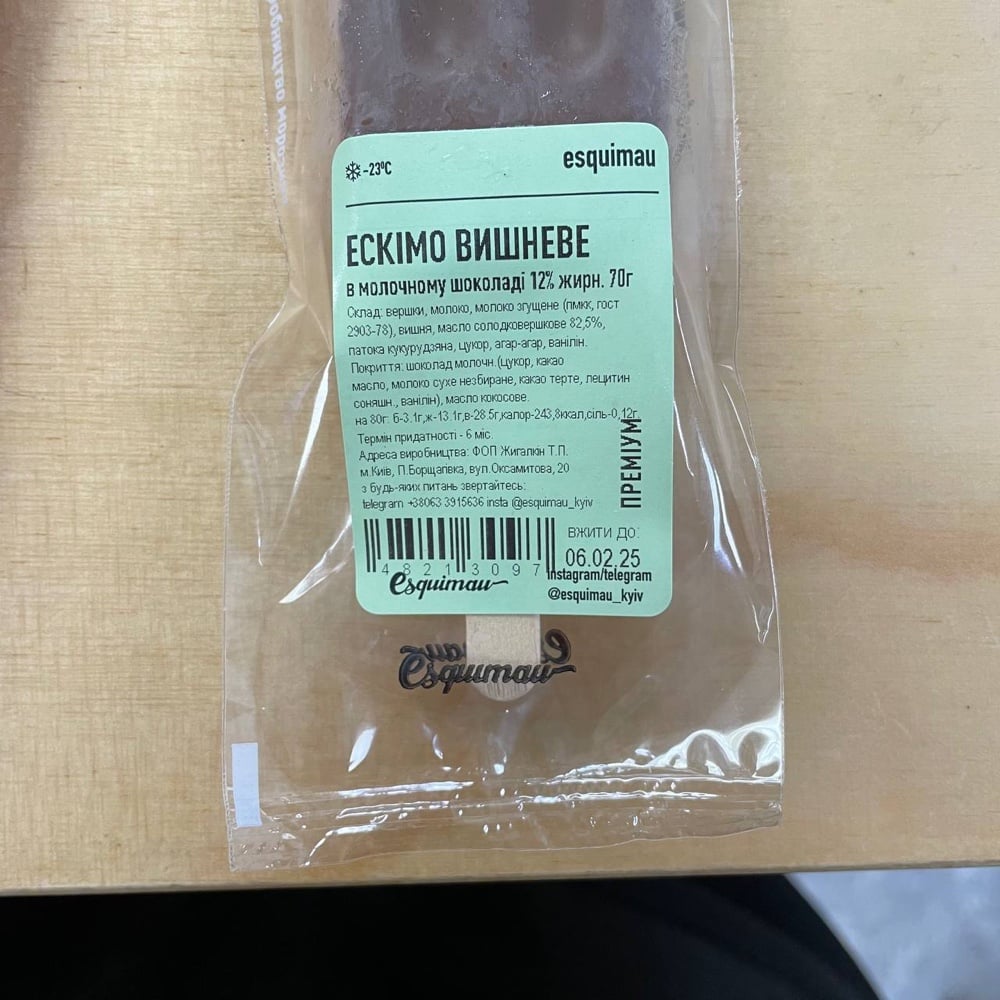 -23⁰C
esquimau
ЕСКІМО ВИШНЕВЕ
в молочному шоколаді 12% жирн. 70г
Склад: вершки, молоко, молоко згущене (пмкк, гост
2903-78), вишня, масло солодковершкове 82,5%,
патока кукурудзяна, цукор, агар-агар, ванілін.
Покриття: шоколад молочн.(цукор, какао
масло, молоко сухе незбиране, какао терте, лецитин
соняшн., ванілін), масло кокосове.
на 80г: б-3.1г,ж-13.1г,в-28.5г,калор-243,8ккал,сіль-0,12г.
Термін придатності - 6 міс.
Адреса виробництва: ФОП Жигалкін Т.П.
м.Київ, П.Борщагівка, вул.Оксамитова, 20
з будь-яких питань звертайтесь:
telegram +38063 3915636 insta @esquimau_kyiv
ПРЕМІУМ
ВЖИТИ ДО:
06.02.25
4 8 2 1 3 0 9 7
esquimau
instagram/telegram
@esquimau_kyiv
esquimau